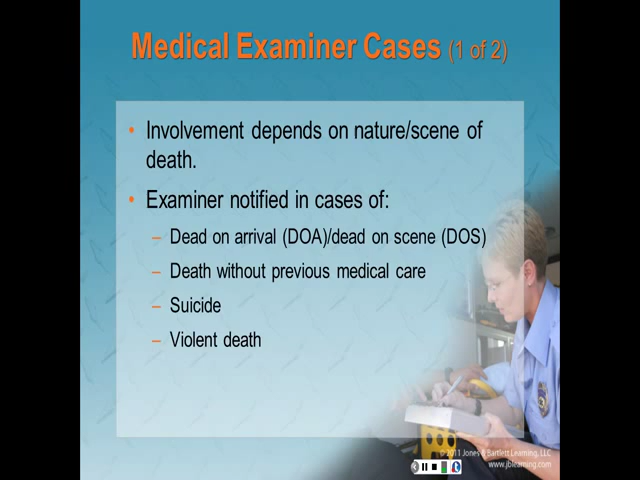 Medical Examiner Cases (1 of 2)
• Involvement depends on nature/scene of
death.
• Examiner notified in cases of:
– Dead on arrival (DOA)/dead on scene (DOS)
– Death without previous medical care
– Suicide
– Violent death
© 2011 Jones & Bartlett Learning, LLC
www.jblearning.com